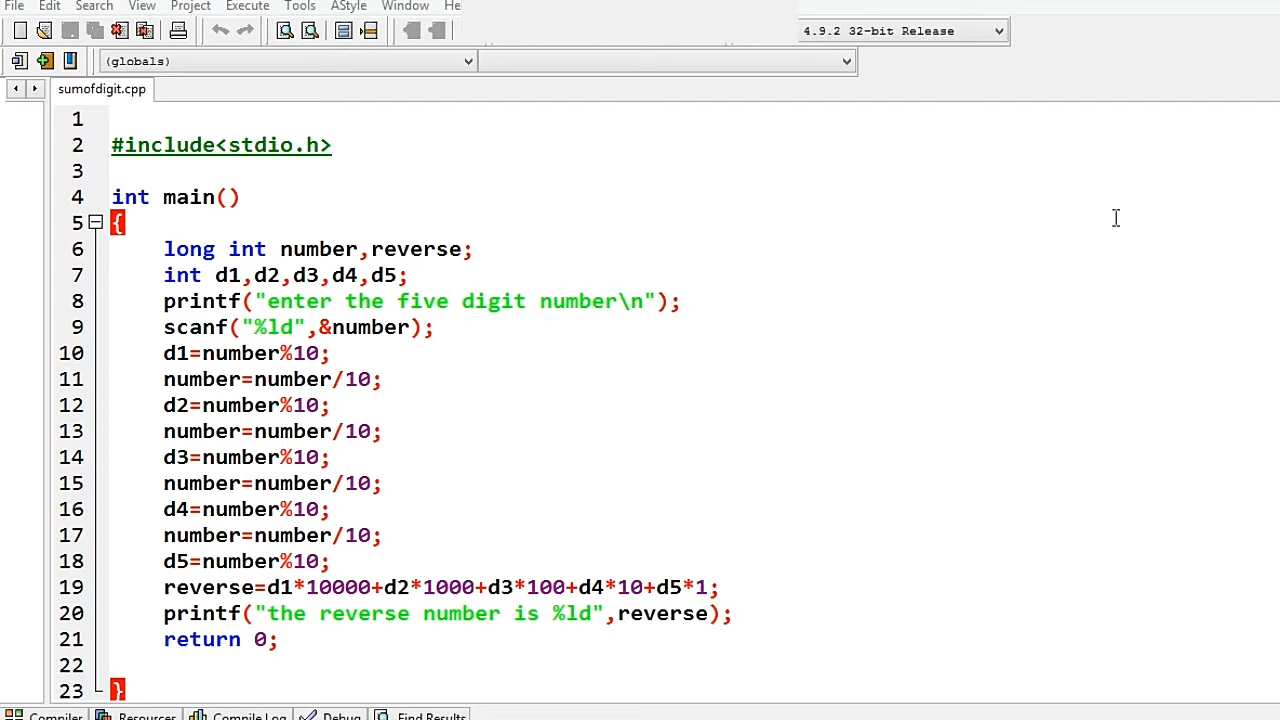 File Edit Search View Project Execute Tools AStyle Window He
4.9.2 32-bit Release
(globals)
sumofdigit.cpp
1
2 #include<stdio.h>
3
4 int main()
5 {
6 long int number,reverse;
7 int d1,d2,d3,d4,d5;
8 printf("enter the five digit number\n");
9 scanf("%ld",&number);
10 d1=number%10;
11 number=number/10;
12 d2=number%10;
13 number=number/10;
14 d3=number%10;
15 number=number/10;
16 d4=number%10;
17 number=number/10;
18 d5=number%10;
19 reverse=d1*10000+d2*1000+d3*100+d4*10+d5*1;
20 printf("the reverse number is %ld",reverse);
21 return 0;
22
23 }
Compiler Resources Compile Log Debug Find Results